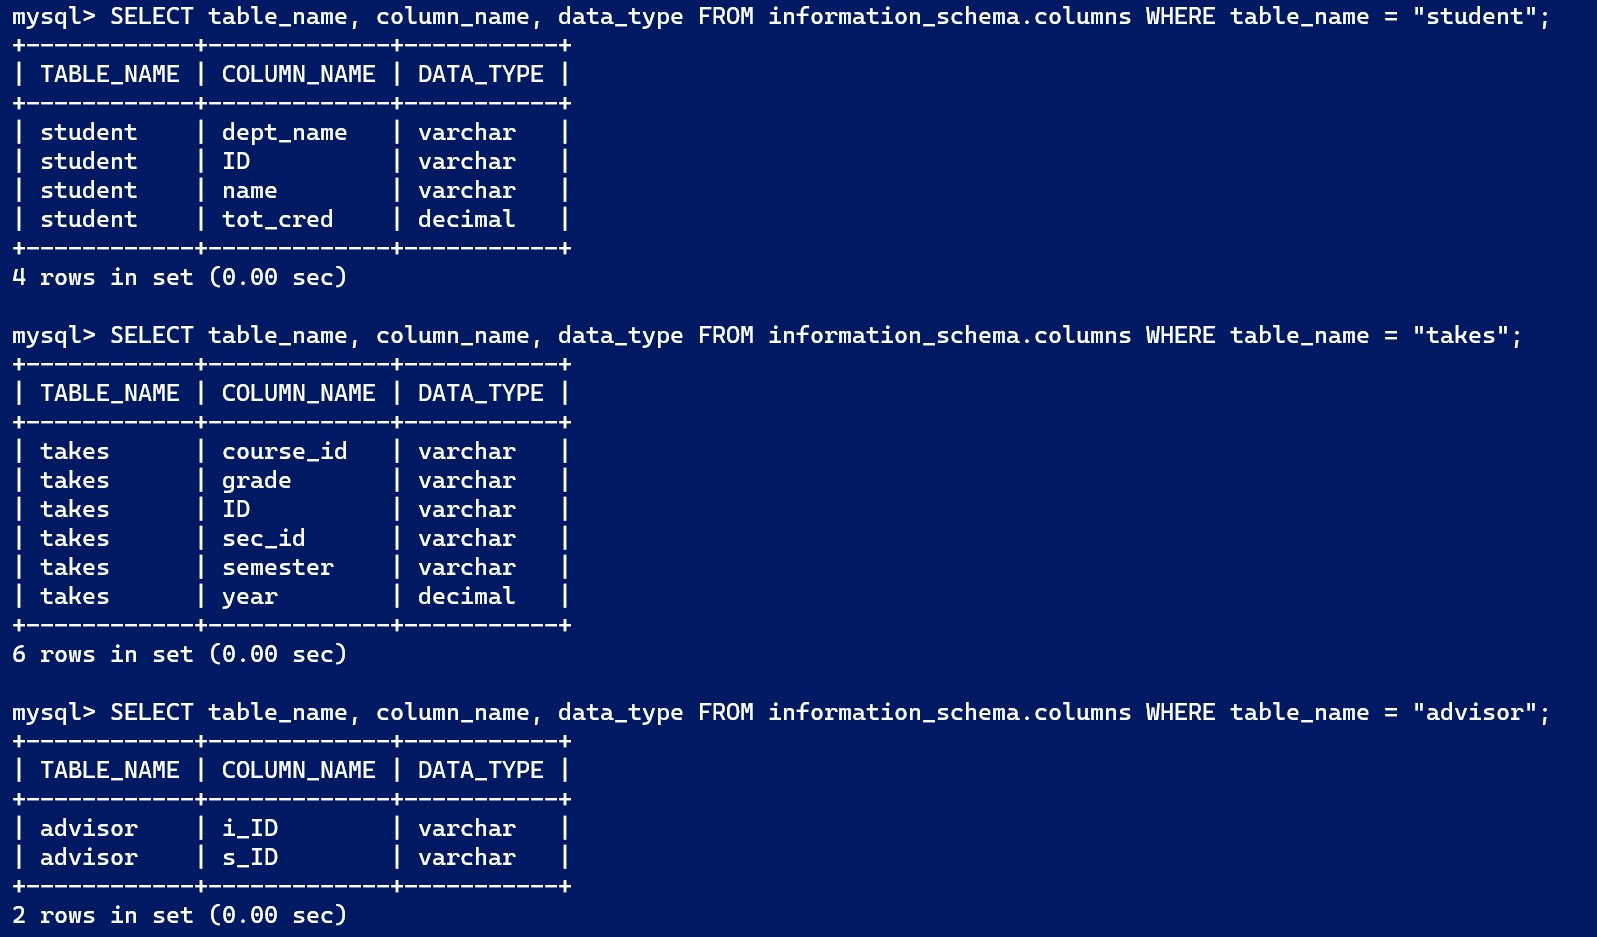 mysql> SELECT table_name, column_name, data_type FROM information_schema.columns WHERE table_name = "student";
+------------+-------------+-----------+
| TABLE_NAME | COLUMN_NAME | DATA_TYPE |
+------------+-------------+-----------+
| student    | dept_name   | varchar   |
| student    | ID          | varchar   |
| student    | name        | varchar   |
| student    | tot_cred    | decimal   |
+------------+-------------+-----------+
4 rows in set (0.00 sec)

mysql> SELECT table_name, column_name, data_type FROM information_schema.columns WHERE table_name = "takes";
+------------+-------------+-----------+
| TABLE_NAME | COLUMN_NAME | DATA_TYPE |
+------------+-------------+-----------+
| takes      | course_id   | varchar   |
| takes      | grade       | varchar   |
| takes      | ID          | varchar   |
| takes      | sec_id      | varchar   |
| takes      | semester    | varchar   |
| takes      | year        | decimal   |
+------------+-------------+-----------+
6 rows in set (0.00 sec)

mysql> SELECT table_name, column_name, data_type FROM information_schema.columns WHERE table_name = "advisor";
+------------+-------------+-----------+
| TABLE_NAME | COLUMN_NAME | DATA_TYPE |
+------------+-------------+-----------+
| advisor    | i_ID        | varchar   |
| advisor    | s_ID        | varchar   |
+------------+-------------+-----------+
2 rows in set (0.00 sec)